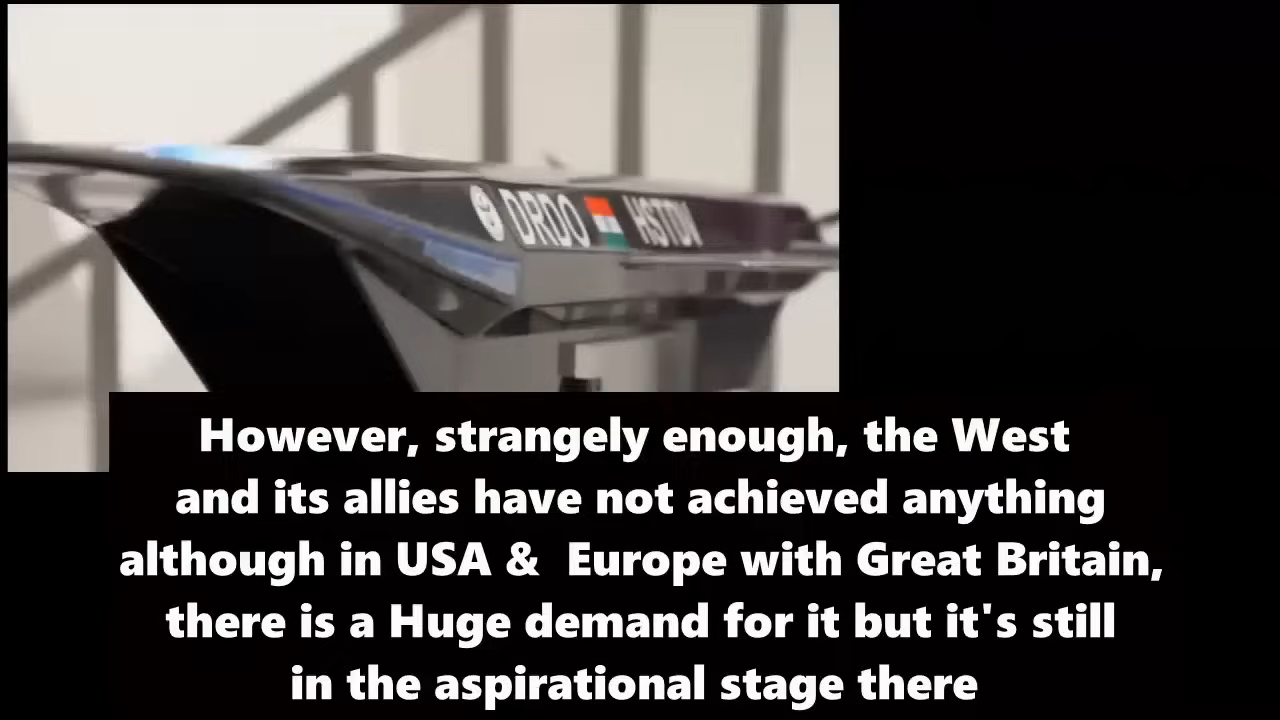 DRDO HSTDV
However, strangely enough, the West
and its allies have not achieved anything
although in USA &  Europe with Great Britain,
there is a Huge demand for it but it's still
in the aspirational stage there